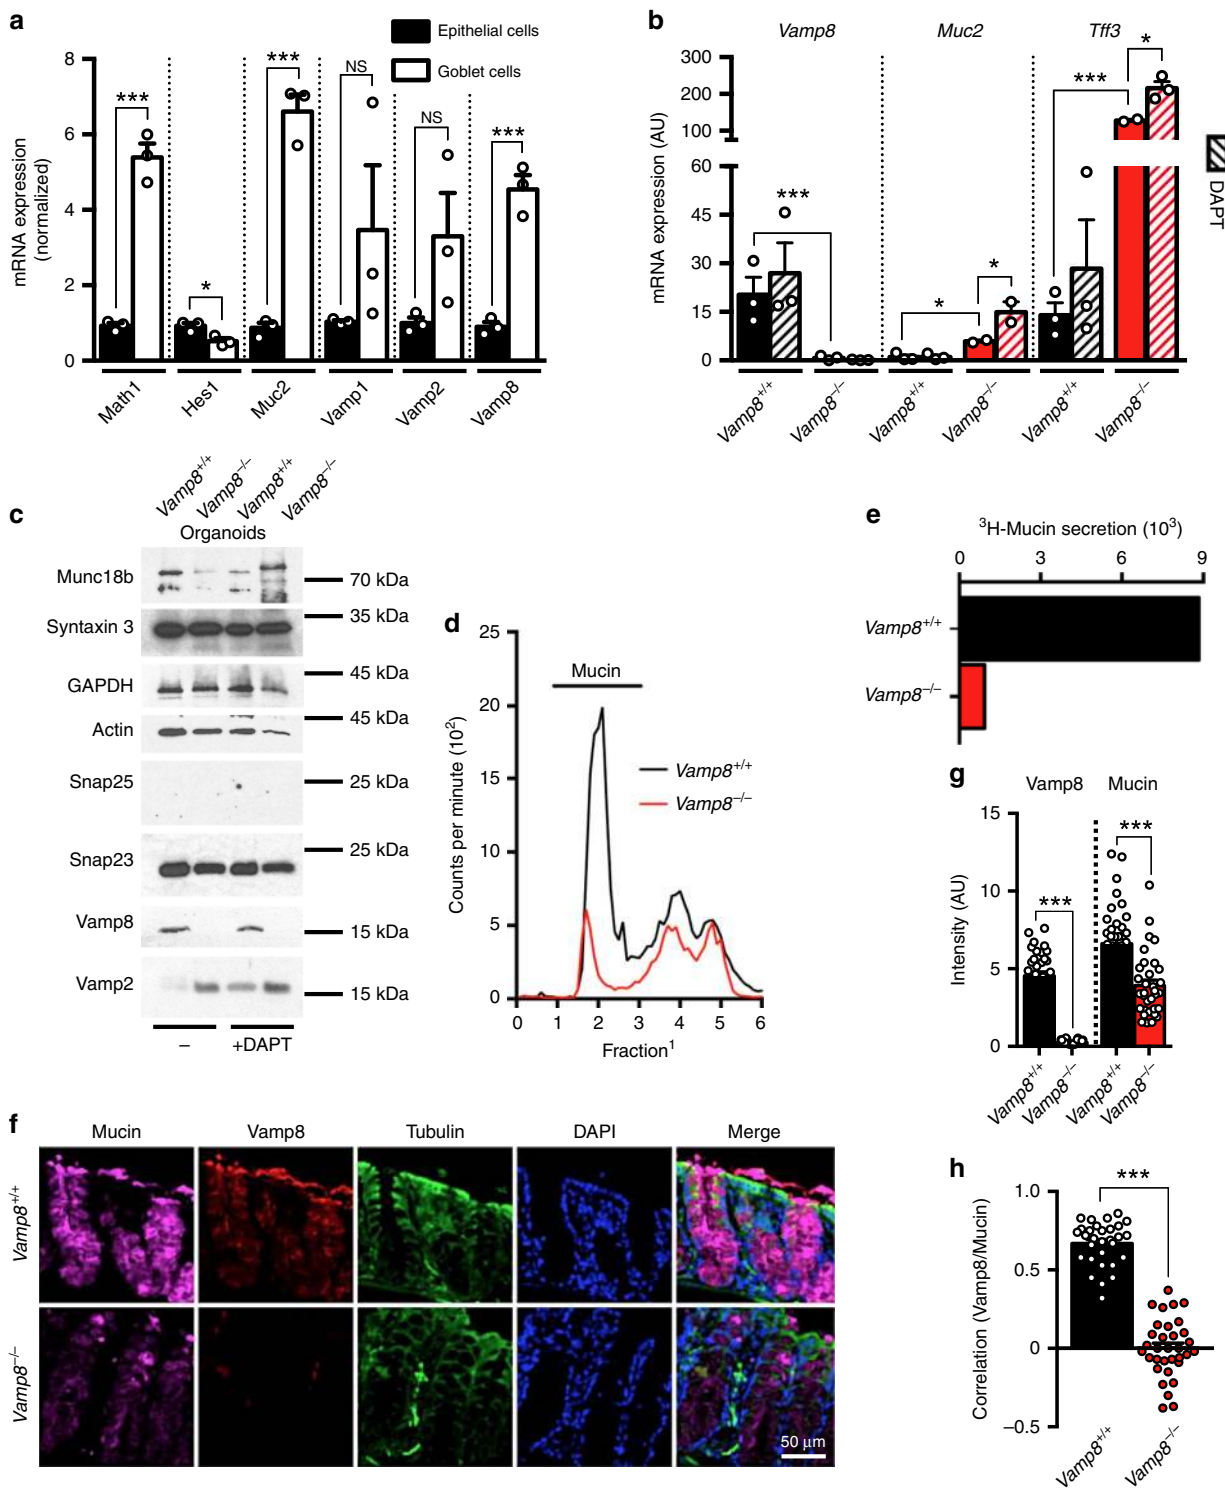 a
Epithelial cells
Goblet cells
mRNA expression
(normalized)
8
6
4
2
0
***
*
***
NS
NS
***
Math1
Hes1
Muc2
Vamp1
Vamp2
Vamp8
b
Vamp8 Muc2 Tff3
mRNA expression (AU)
300
200
100
60
45
30
15
0
***
*
*
***
*
DAPT
Vamp8+/+
Vamp8–/–
Vamp8+/+
Vamp8–/–
Vamp8+/+
Vamp8–/–
c
Vamp8+/+
Vamp8–/–
Vamp8+/+
Vamp8–/–
Organoids
Munc18b 70 kDa
Syntaxin 3 35 kDa
GAPDH 45 kDa
Actin 45 kDa
Snap25 25 kDa
Snap23 25 kDa
Vamp8 15 kDa
Vamp2 15 kDa
– +DAPT
d
Counts per minute (10²)
25
20
15
10
5
0
Mucin
Vamp8+/+
Vamp8–/–
0 1 2 3 4 5 6
Fraction¹
e
³H-Mucin secretion (10³)
0 3 6 9
Vamp8+/+
Vamp8–/–
g
Vamp8 Mucin
Intensity (AU)
15
10
5
0
***
***
Vamp8+/+
Vamp8–/–
Vamp8+/+
Vamp8–/–
f
Mucin Vamp8 Tubulin DAPI Merge
Vamp8+/+
Vamp8–/–
50 μm
h
Correlation (Vamp8/Mucin)
1.0
0.5
0
–0.5
***
Vamp8+/+
Vamp8–/–